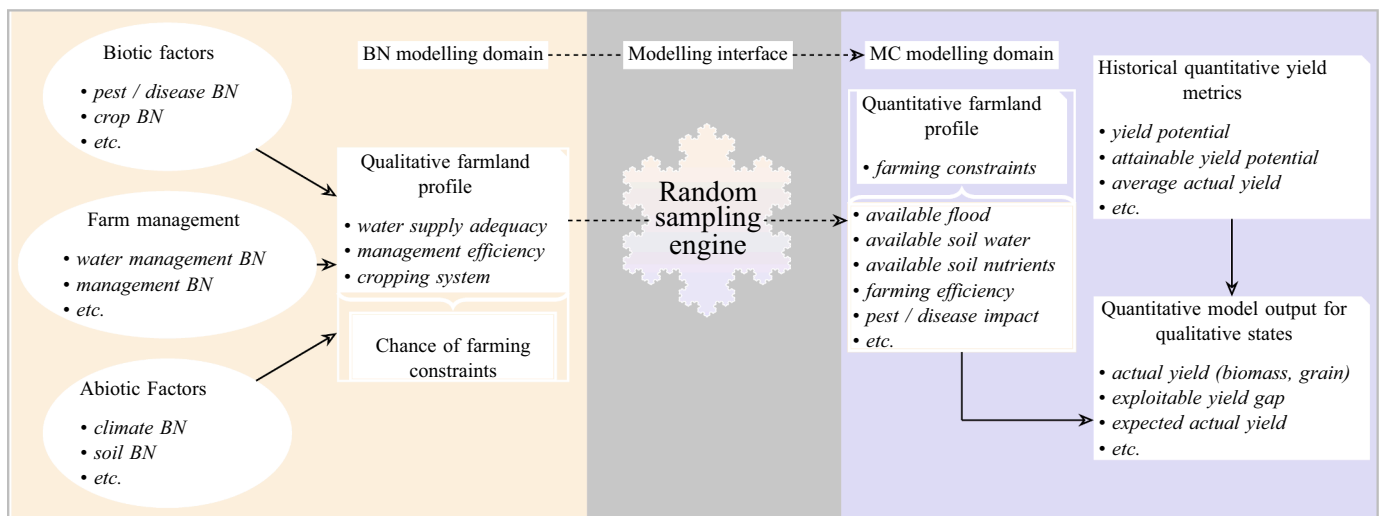 Biotic factors
• pest / disease BN
• crop BN
• etc.
Farm management
• water management BN
• management BN
• etc.
Abiotic Factors
• climate BN
• soil BN
• etc.
BN modelling domain
Qualitative farmland
profile
• water supply adequacy
• management efficiency
• cropping system
Chance of farming
constraints
Modelling interface
Random
sampling
engine
MC modelling domain
Quantitative farmland
profile
• farming constraints
• available flood
• available soil water
• available soil nutrients
• farming efficiency
• pest / disease impact
• etc.
Historical quantitative yield
metrics
• yield potential
• attainable yield potential
• average actual yield
• etc.
Quantitative model output for
qualitative states
• actual yield (biomass, grain)
• exploitable yield gap
• expected actual yield
• etc.